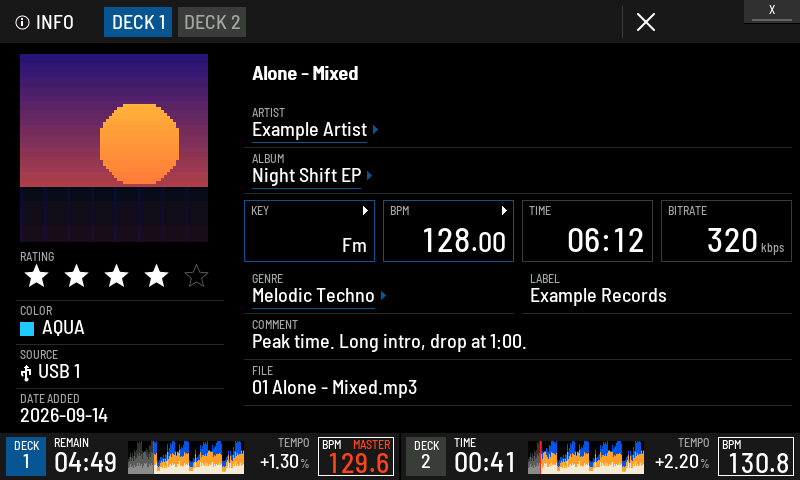 INFO DECK 1 DECK 2 X
Alone - Mixed
ARTIST
Example Artist
ALBUM
Night Shift EP
KEY
Fm
BPM
128.00
TIME
06:12
BITRATE
320 kbps
GENRE
Melodic Techno
LABEL
Example Records
COMMENT
Peak time. Long intro, drop at 1:00.
FILE
01 Alone - Mixed.mp3
RATING
COLOR
AQUA
SOURCE
USB 1
DATE ADDED
2026-09-14
DECK 1
REMAIN
04:49
TEMPO
+1.30%
BPM MASTER
129.6
DECK 2
TIME
00:41
TEMPO
+2.20%
BPM
130.8